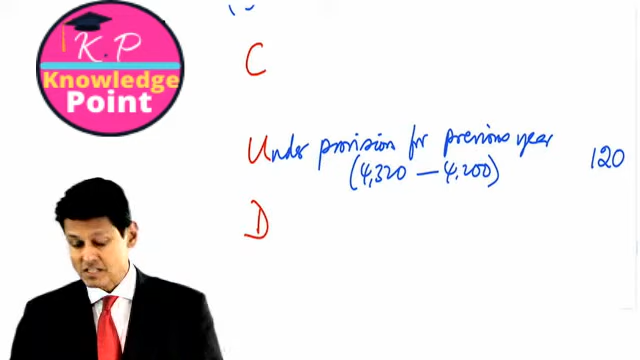 K.P
Knowledge
Point
C
Under provision for previous year
(4,320 — 4,200)
120
D